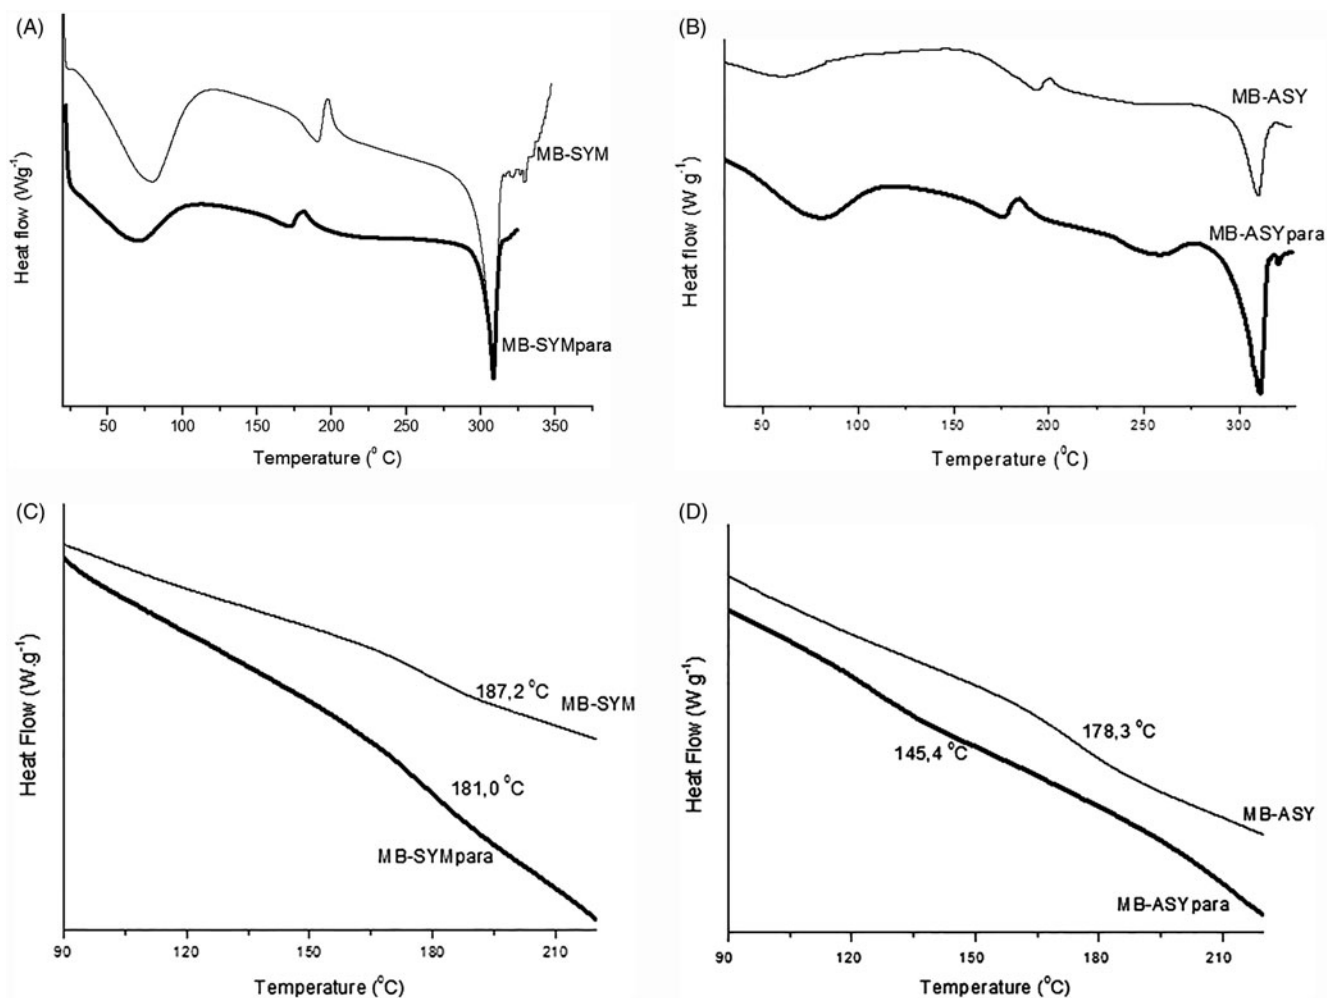 (A)
Heat flow (Wg⁻¹)
MB-SYM
MB-SYMpara
50 100 150 200 250 300 350
Temperature (° C)
(B)
Heat flow (W g⁻¹)
MB-ASY
MB-ASYpara
50 100 150 200 250 300
Temperature (°C)
(C)
Heat Flow (W.g⁻¹)
187,2 °C
MB-SYM
181,0 °C
MB-SYMpara
90 120 150 180 210
Temperature (°C)
(D)
Heat Flow (W g⁻¹)
178,3 °C
145,4 °C
MB-ASY
MB-ASYpara
90 120 150 180 210
Temperature (°C)